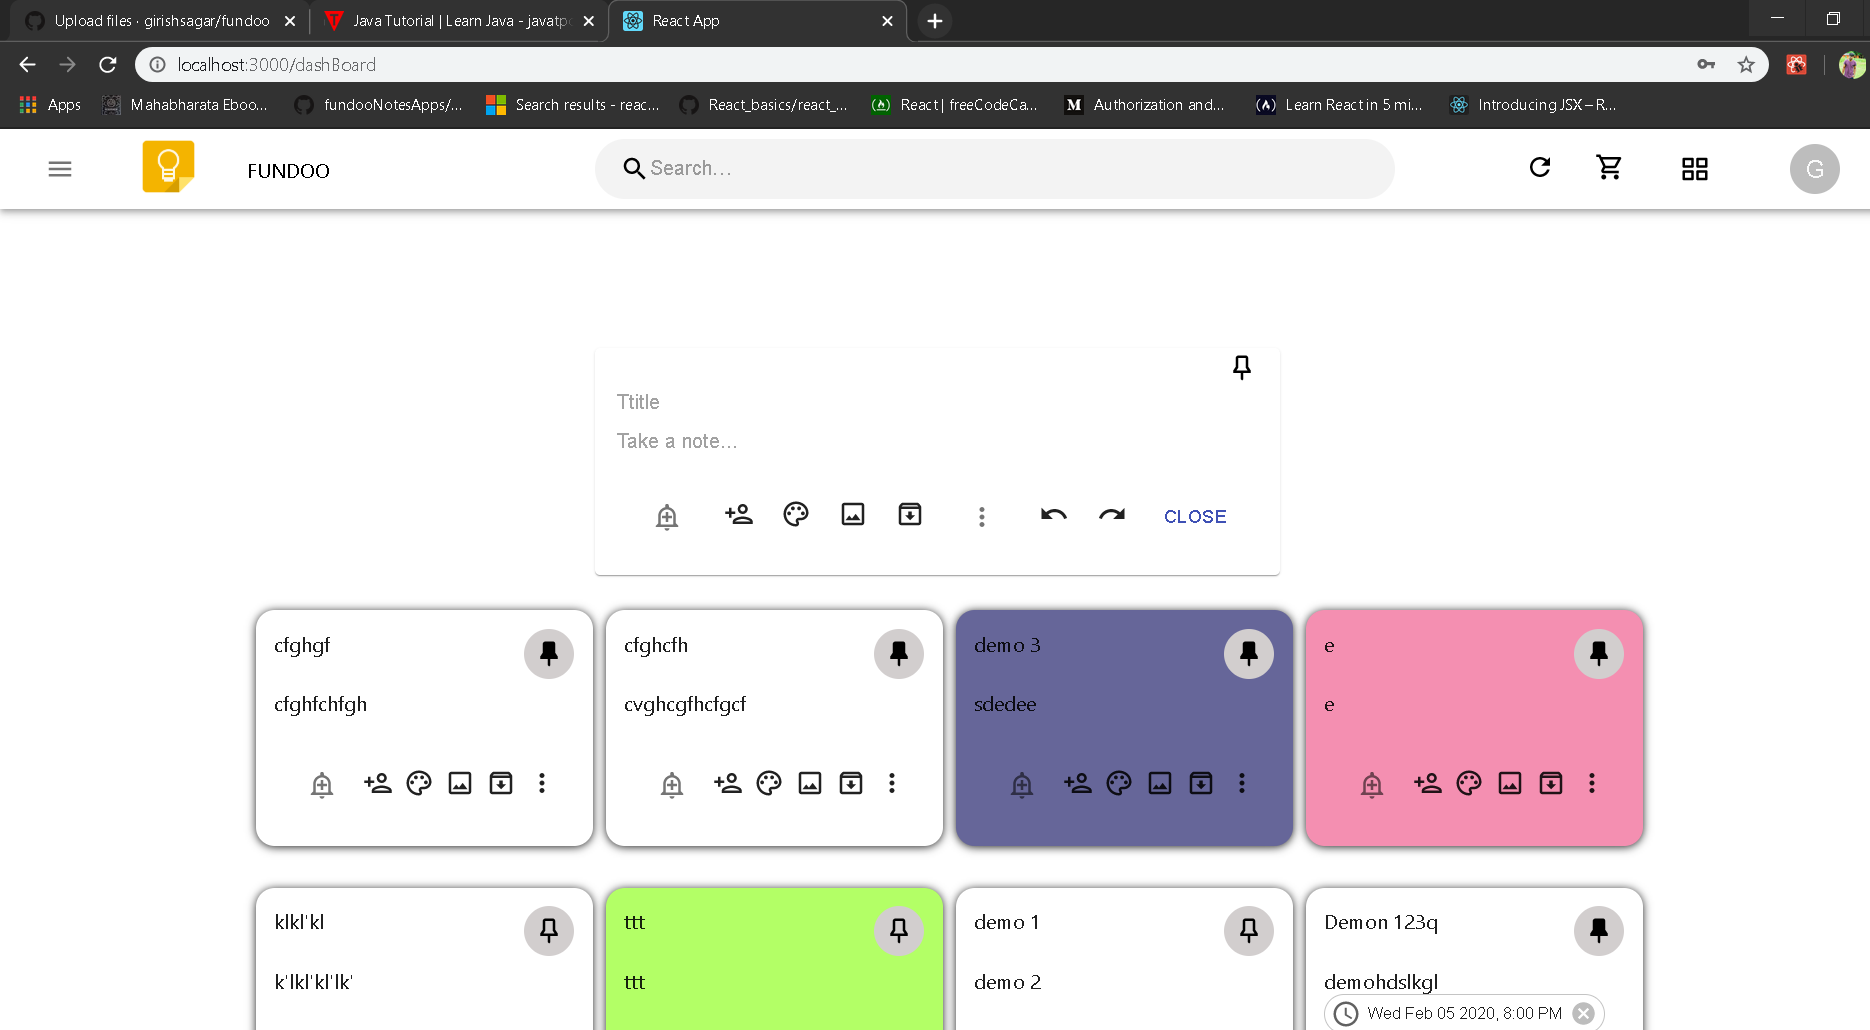 Upload files · girishsagar/fundoo
Java Tutorial | Learn Java - javatpo
React App
localhost:3000/dashBoard
Apps
Mahabharata Eboo...
fundooNotesApps/...
Search results - reac...
React_basics/react_...
React | freeCodeCa...
Authorization and...
Learn React in 5 mi...
Introducing JSX – R...
FUNDOO
Search...
G
Ttitle
Take a note...
CLOSE
cfghgf
cfghfchfgh
cfghcfh
cvghcgfhcfgcf
demo 3
sdedee
e
e
klkl'kl
k'lkl'kl'lk'
ttt
ttt
demo 1
demo 2
Demon 123q
demohdslkgl
Wed Feb 05 2020, 8:00 PM